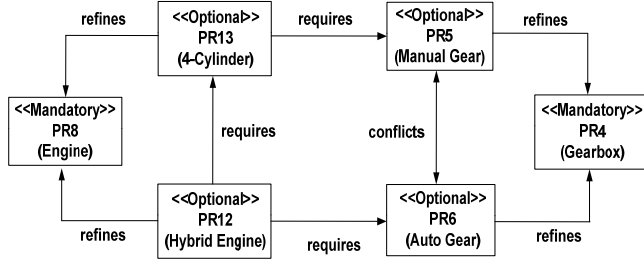 <<Optional>>
PR13
(4-Cylinder)
<<Optional>>
PR5
(Manual Gear)
refines
requires
refines
<<Mandatory>>
PR8
(Engine)
requires
conflicts
<<Mandatory>>
PR4
(Gearbox)
<<Optional>>
PR12
(Hybrid Engine)
<<Optional>>
PR6
(Auto Gear)
refines
requires
refines